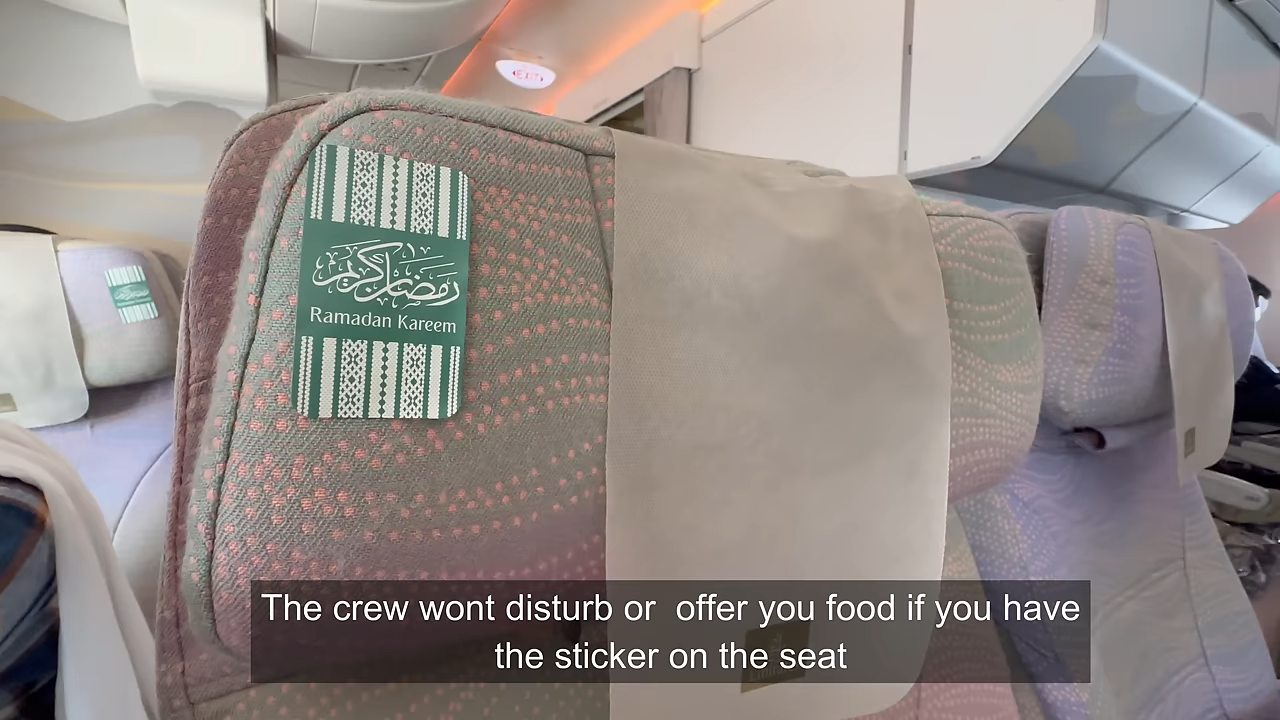 EXIT
رمضان كريم
Ramadan Kareem
The crew wont disturb or  offer you food if you have
the sticker on the seat